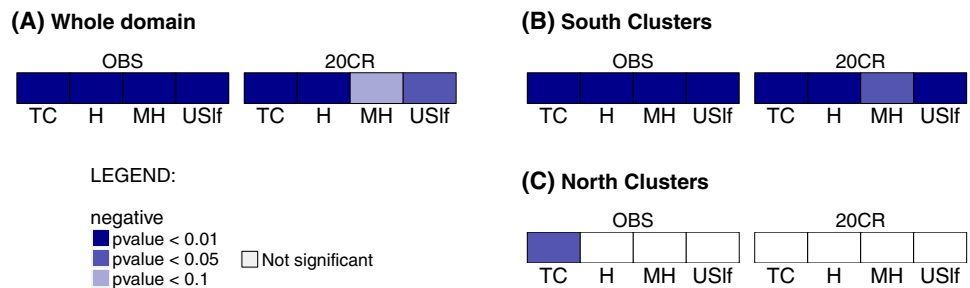 (A) Whole domain
OBS 20CR
TC H MH USlf TC H MH USlf
(B) South Clusters
OBS 20CR
TC H MH USlf TC H MH USlf
LEGEND:
negative
pvalue < 0.01
pvalue < 0.05
pvalue < 0.1
Not significant
(C) North Clusters
OBS 20CR
TC H MH USlf TC H MH USlf